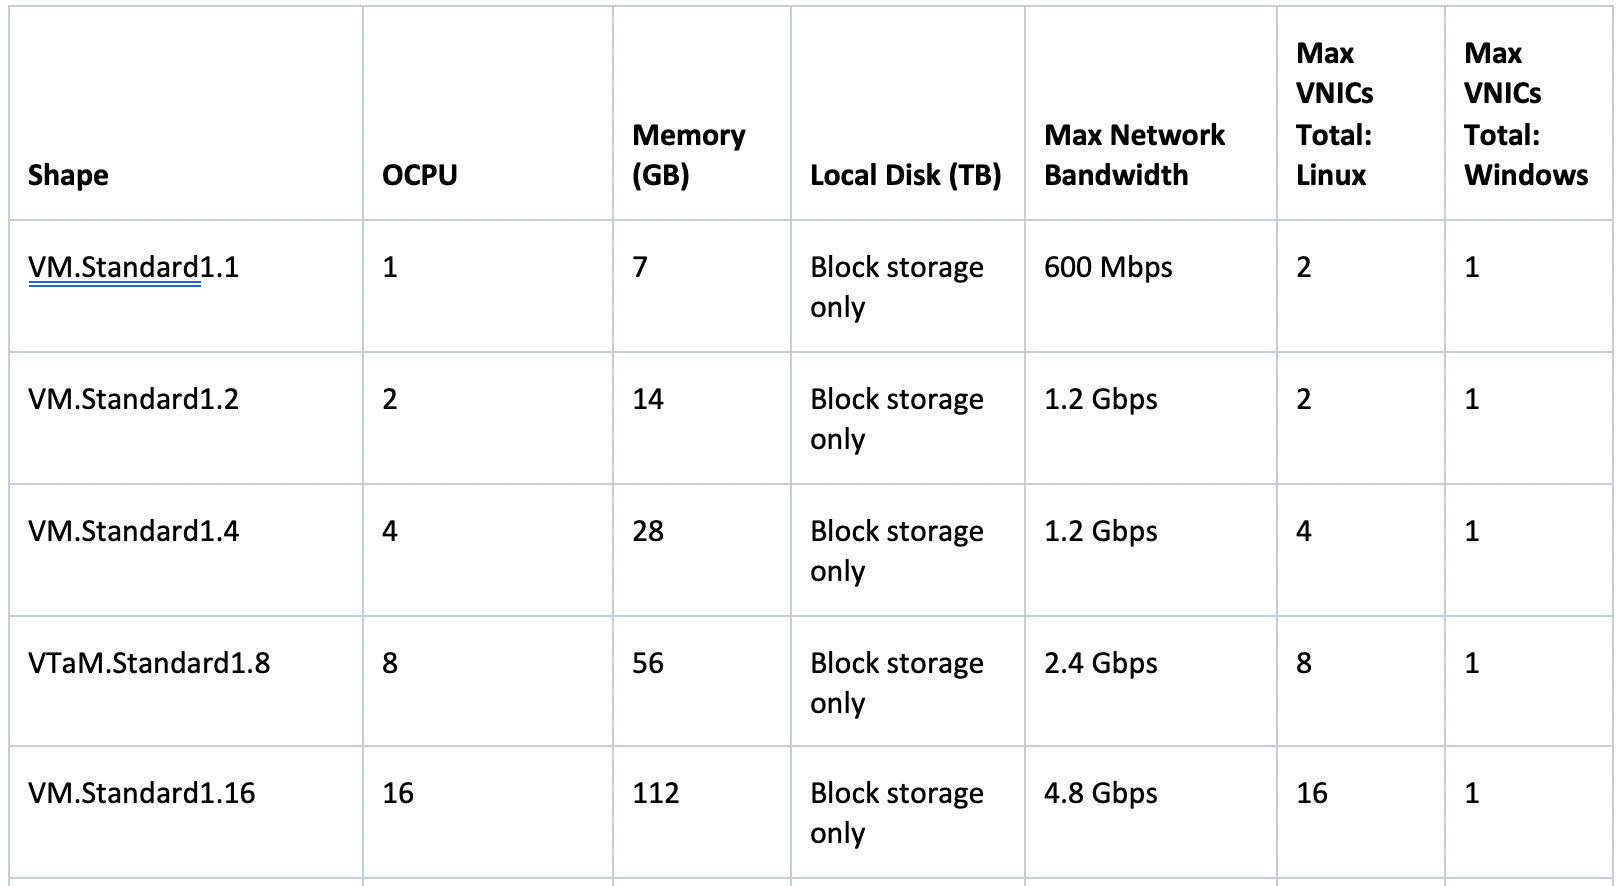 Shape OCPU Memory (GB) Local Disk (TB) Max Network Bandwidth Max VNICs Total: Linux Max VNICs Total: Windows
VM.Standard1.1 1 7 Block storage only 600 Mbps 2 1
VM.Standard1.2 2 14 Block storage only 1.2 Gbps 2 1
VM.Standard1.4 4 28 Block storage only 1.2 Gbps 4 1
VTaM.Standard1.8 8 56 Block storage only 2.4 Gbps 8 1
VM.Standard1.16 16 112 Block storage only 4.8 Gbps 16 1